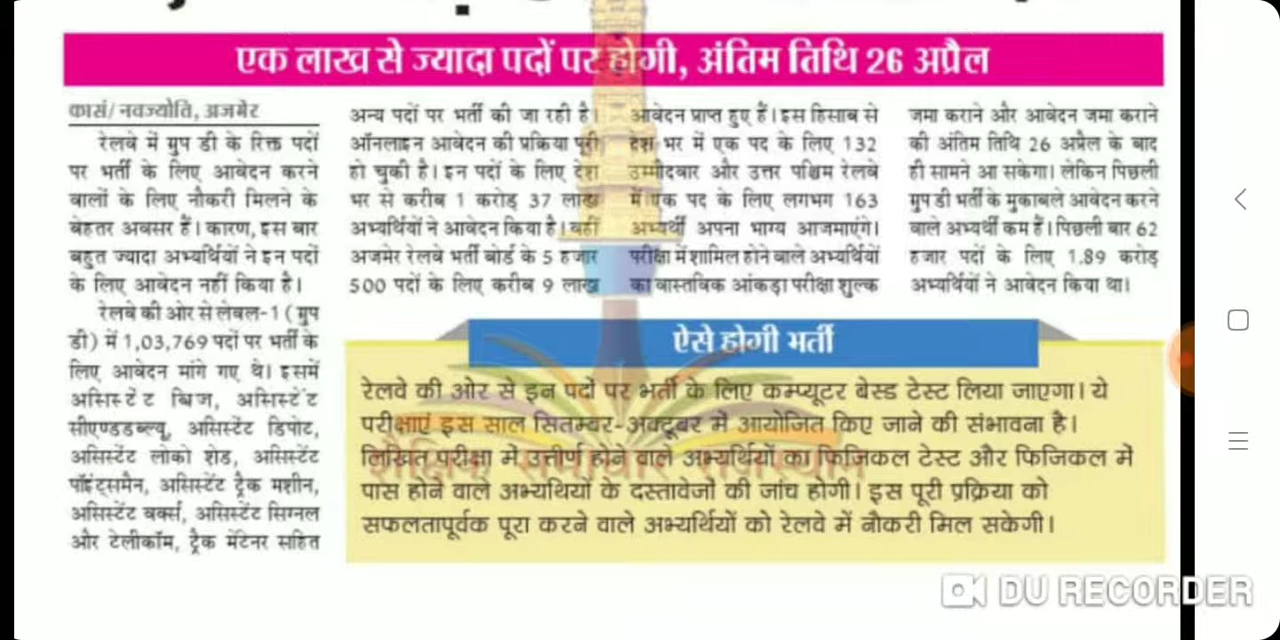 एक लाख से ज्यादा पदों पर होगी, अंतिम तिथि 26 अप्रैल
कासं/ नवज्योति, अजमेर
रेलवे में ग्रुप डी के रिक्त पदों
पर भर्ती के लिए आवेदन करने
वालों के लिए नौकरी मिलने के
बेहतर अवसर हैं। कारण, इस बार
बहुत ज्यादा अभ्यर्थियों ने इन पदों
के लिए आवेदन नहीं किया है।
रेलवे की ओर से लेवल-1 ( ग्रुप
डी) में 1,03,769 पदों पर भर्ती के
लिए आवेदन मांगे गए थे। इसमें
असिस्टेंट ब्रिज, असिस्टेंट
सीएण्डडब्ल्यू, असिस्टेंट डिपोट,
असिस्टेंट लोको शेड, असिस्टेंट
पॉइंट्समैन, असिस्टेंट ट्रैक मशीन,
असिस्टेंट वर्क्स, असिस्टेंट सिग्नल
और टेलीकॉम, ट्रैक मेंटेनर सहित
अन्य पदों पर भर्ती की जा रही है।
ऑनलाइन आवेदन की प्रक्रिया पूरी
हो चुकी है। इन पदों के लिए देश
भर से करीब 1 करोड़ 37 लाख
अभ्यर्थियों ने आवेदन किया है। वहीं
अजमेर रेलवे भर्ती बोर्ड के 5 हजार
500 पदों के लिए करीब 9 लाख
आवेदन प्राप्त हुए हैं। इस हिसाब से
देश भर में एक पद के लिए 132
उम्मीदवार और उत्तर पश्चिम रेलवे
में एक पद के लिए लगभग 163
अभ्यर्थी अपना भाग्य आजमाएंगे।
परीक्षा में शामिल होने वाले अभ्यर्थियों
का वास्तविक आंकड़ा परीक्षा शुल्क
जमा कराने और आवेदन जमा कराने
की अंतिम तिथि 26 अप्रैल के बाद
ही सामने आ सकेगा। लेकिन पिछली
ग्रुप डी भर्ती के मुकाबले आवेदन करने
वाले अभ्यर्थी कम हैं। पिछली बार 62
हजार पदों के लिए 1.89 करोड़
अभ्यर्थियों ने आवेदन किया था।
ऐसे होगी भर्ती
रेलवे की ओर से इन पदों पर भर्ती के लिए कम्प्यूटर बेस्ड टेस्ट लिया जाएगा। ये
परीक्षाएं इस साल सितम्बर-अक्टूबर में आयोजित किए जाने की संभावना है।
लिखित परीक्षा में उत्तीर्ण होने वाले अभ्यर्थियों का फिजिकल टेस्ट और फिजिकल में
पास होने वाले अभ्यथियों के दस्तावेजों की जांच होगी। इस पूरी प्रक्रिया को
सफलतापूर्वक पूरा करने वाले अभ्यर्थियों को रेलवे में नौकरी मिल सकेगी।
समाचार राजस्थान
DU RECORDER